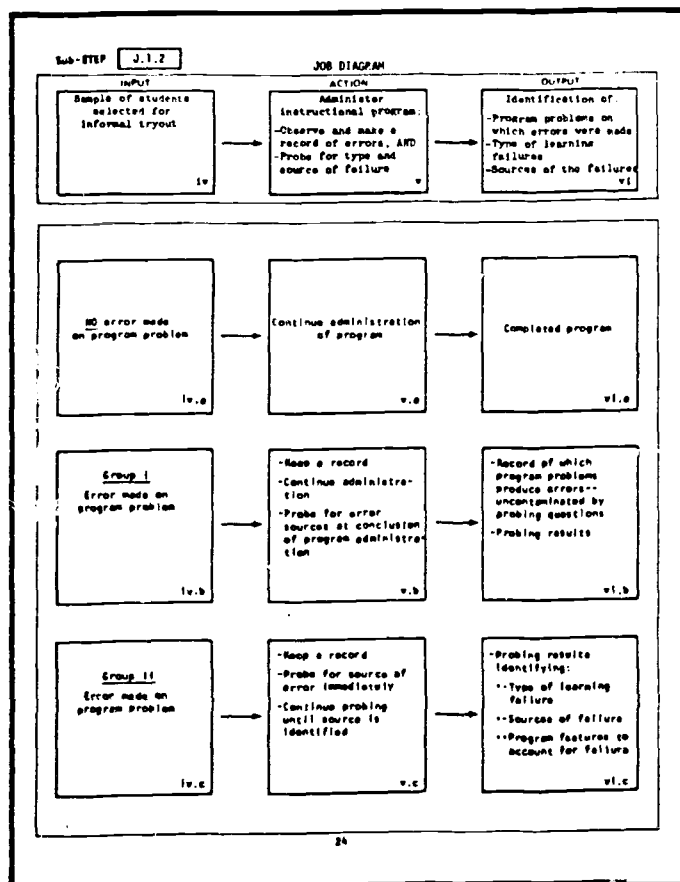 Sub-STEP J.1.2
JOB DIAGRAM
INPUT
Sample of students
selected for
informal tryout
iv
ACTION
Administer
instructional program:
-Observe and make a
record of errors, AND
-Probe for type and
source of failure
v
OUTPUT
Identification of:
-Program problems on
which errors were made
-Type of learning
failures
-Sources of the failures
vi
NO error made
on program problem
iv.a
Continue administration
of program
v.a
Completed program
vi.a
Group I
Error made on
program problem
iv.b
-Keep a record
-Continue administra-
tion
-Probe for error
sources at conclusion
of program administra-
tion
v.b
-Record of which
program problems
produce errors--
uncontaminated by
probing questions
-Probing results
vi.b
Group II
Error made on
program problem
iv.c
-Keep a record
-Probe for source of
error immediately
-Continue probing
until source is
identified
v.c
-Probing results
identifying:
--Type of learning
failure
--Sources of failure
--Program features to
account for failure
vi.c
24